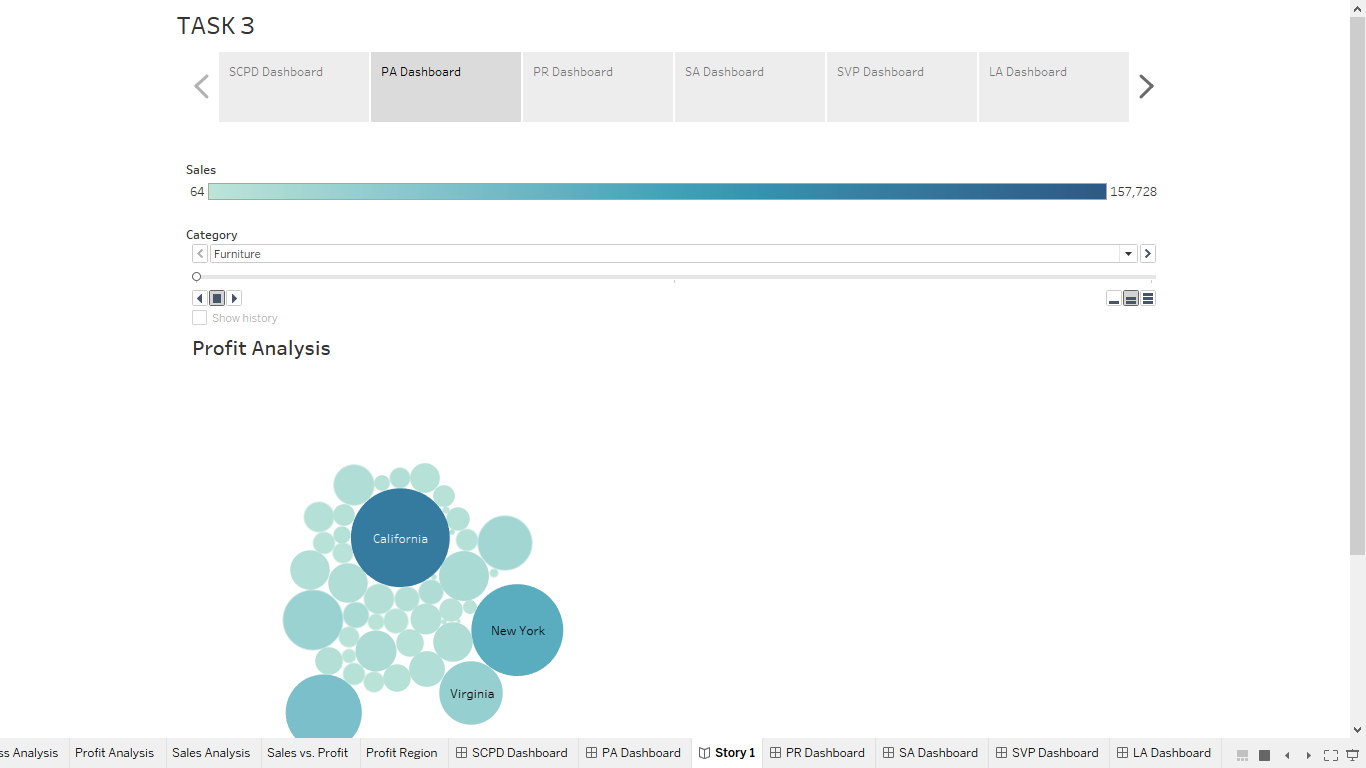 TASK 3
SCPD Dashboard
PA Dashboard
PR Dashboard
SA Dashboard
SVP Dashboard
LA Dashboard
Sales
64
157,728
Category
Furniture
Show history
Profit Analysis
California
New York
Virginia
ss Analysis
Profit Analysis
Sales Analysis
Sales vs. Profit
Profit Region
SCPD Dashboard
PA Dashboard
Story 1
PR Dashboard
SA Dashboard
SVP Dashboard
LA Dashboard